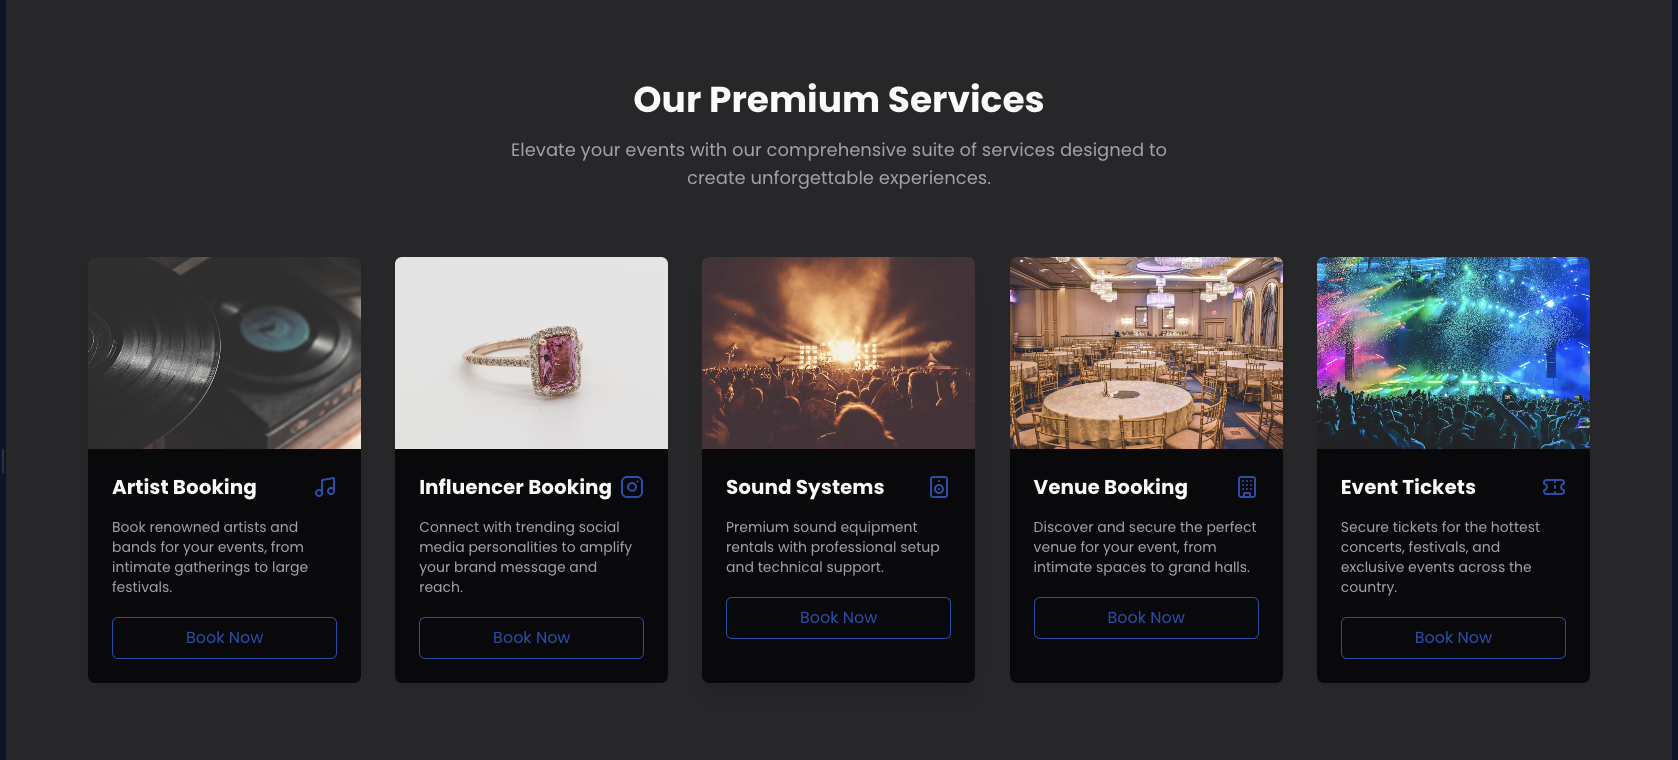 Our Premium Services
Elevate your events with our comprehensive suite of services designed to
create unforgettable experiences.
Artist Booking
Book renowned artists and
bands for your events, from
intimate gatherings to large
festivals.
Book Now
Influencer Booking
Connect with trending social
media personalities to amplify
your brand message and
reach.
Book Now
Sound Systems
Premium sound equipment
rentals with professional setup
and technical support.
Book Now
Venue Booking
Discover and secure the perfect
venue for your event, from
intimate spaces to grand halls.
Book Now
Event Tickets
Secure tickets for the hottest
concerts, festivals, and
exclusive events across the
country.
Book Now